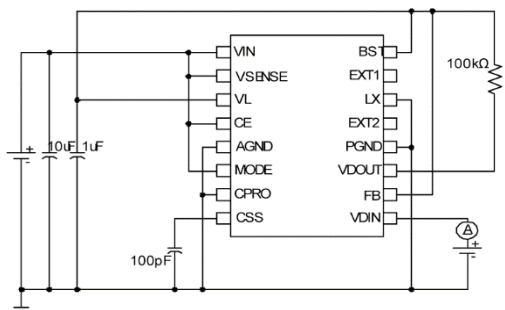 VIN BST
VSENSE EXT1
100kΩ
VL LX
CE EXT2
10uF 1uF
AGND PGND
MODE VDOUT
CPRO FB
CSS VDIN
A
100pF
+
-
+
-